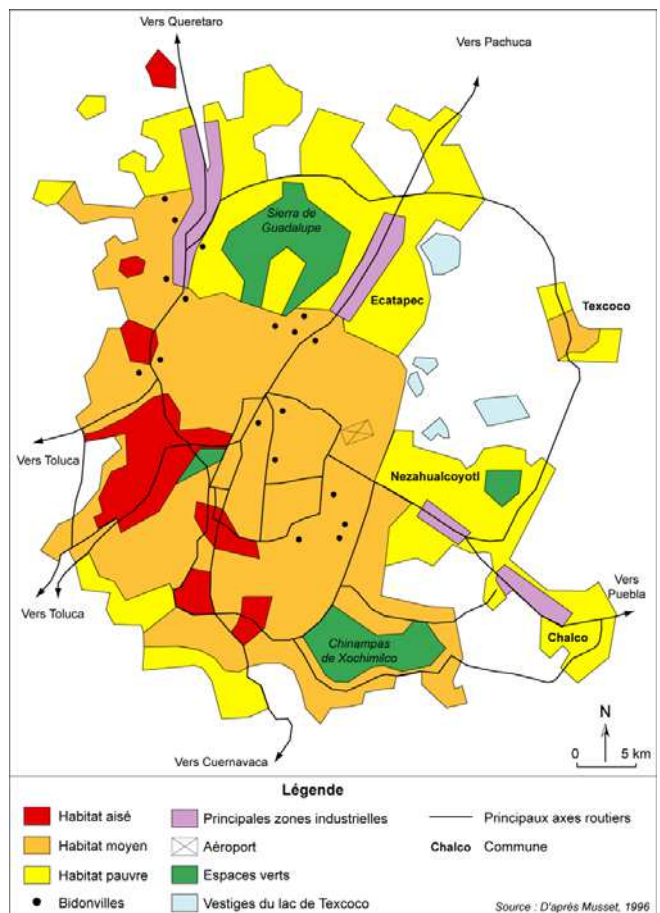 Vers Queretaro
Vers Pachuca
Sierra de
Guadalupe
Ecatapec
Texcoco
Vers Toluca
Nezahualcoyotl
Vers Toluca
Vers
Puebla
Chalco
Chinampas
de Xochimilco
Vers Cuernavaca
N
0 5 km
Légende
Habitat aisé
Principales zones industrielles
Principaux axes routiers
Habitat moyen
Aéroport
Chalco Commune
Habitat pauvre
Espaces verts
Bidonvilles
Vestiges du lac de Texcoco
Source : D'après Musset, 1996